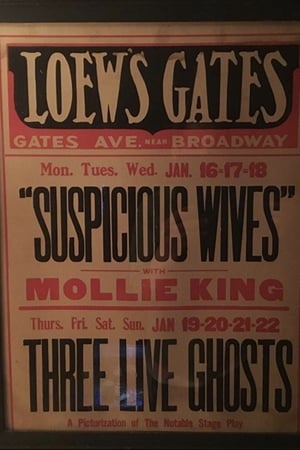 LOEW'S GATES
GATES AVE. NEAR BROADWAY
Mon. Tues. Wed. JAN. 16=17=18
"SUSPICIOUS WIVES"
WITH
MOLLIE KING
Thurs. Fri. Sat. Sun. JAN 19-20-21-22
THREE LIVE GHOSTS
A Picturization of The Notable Stage Play